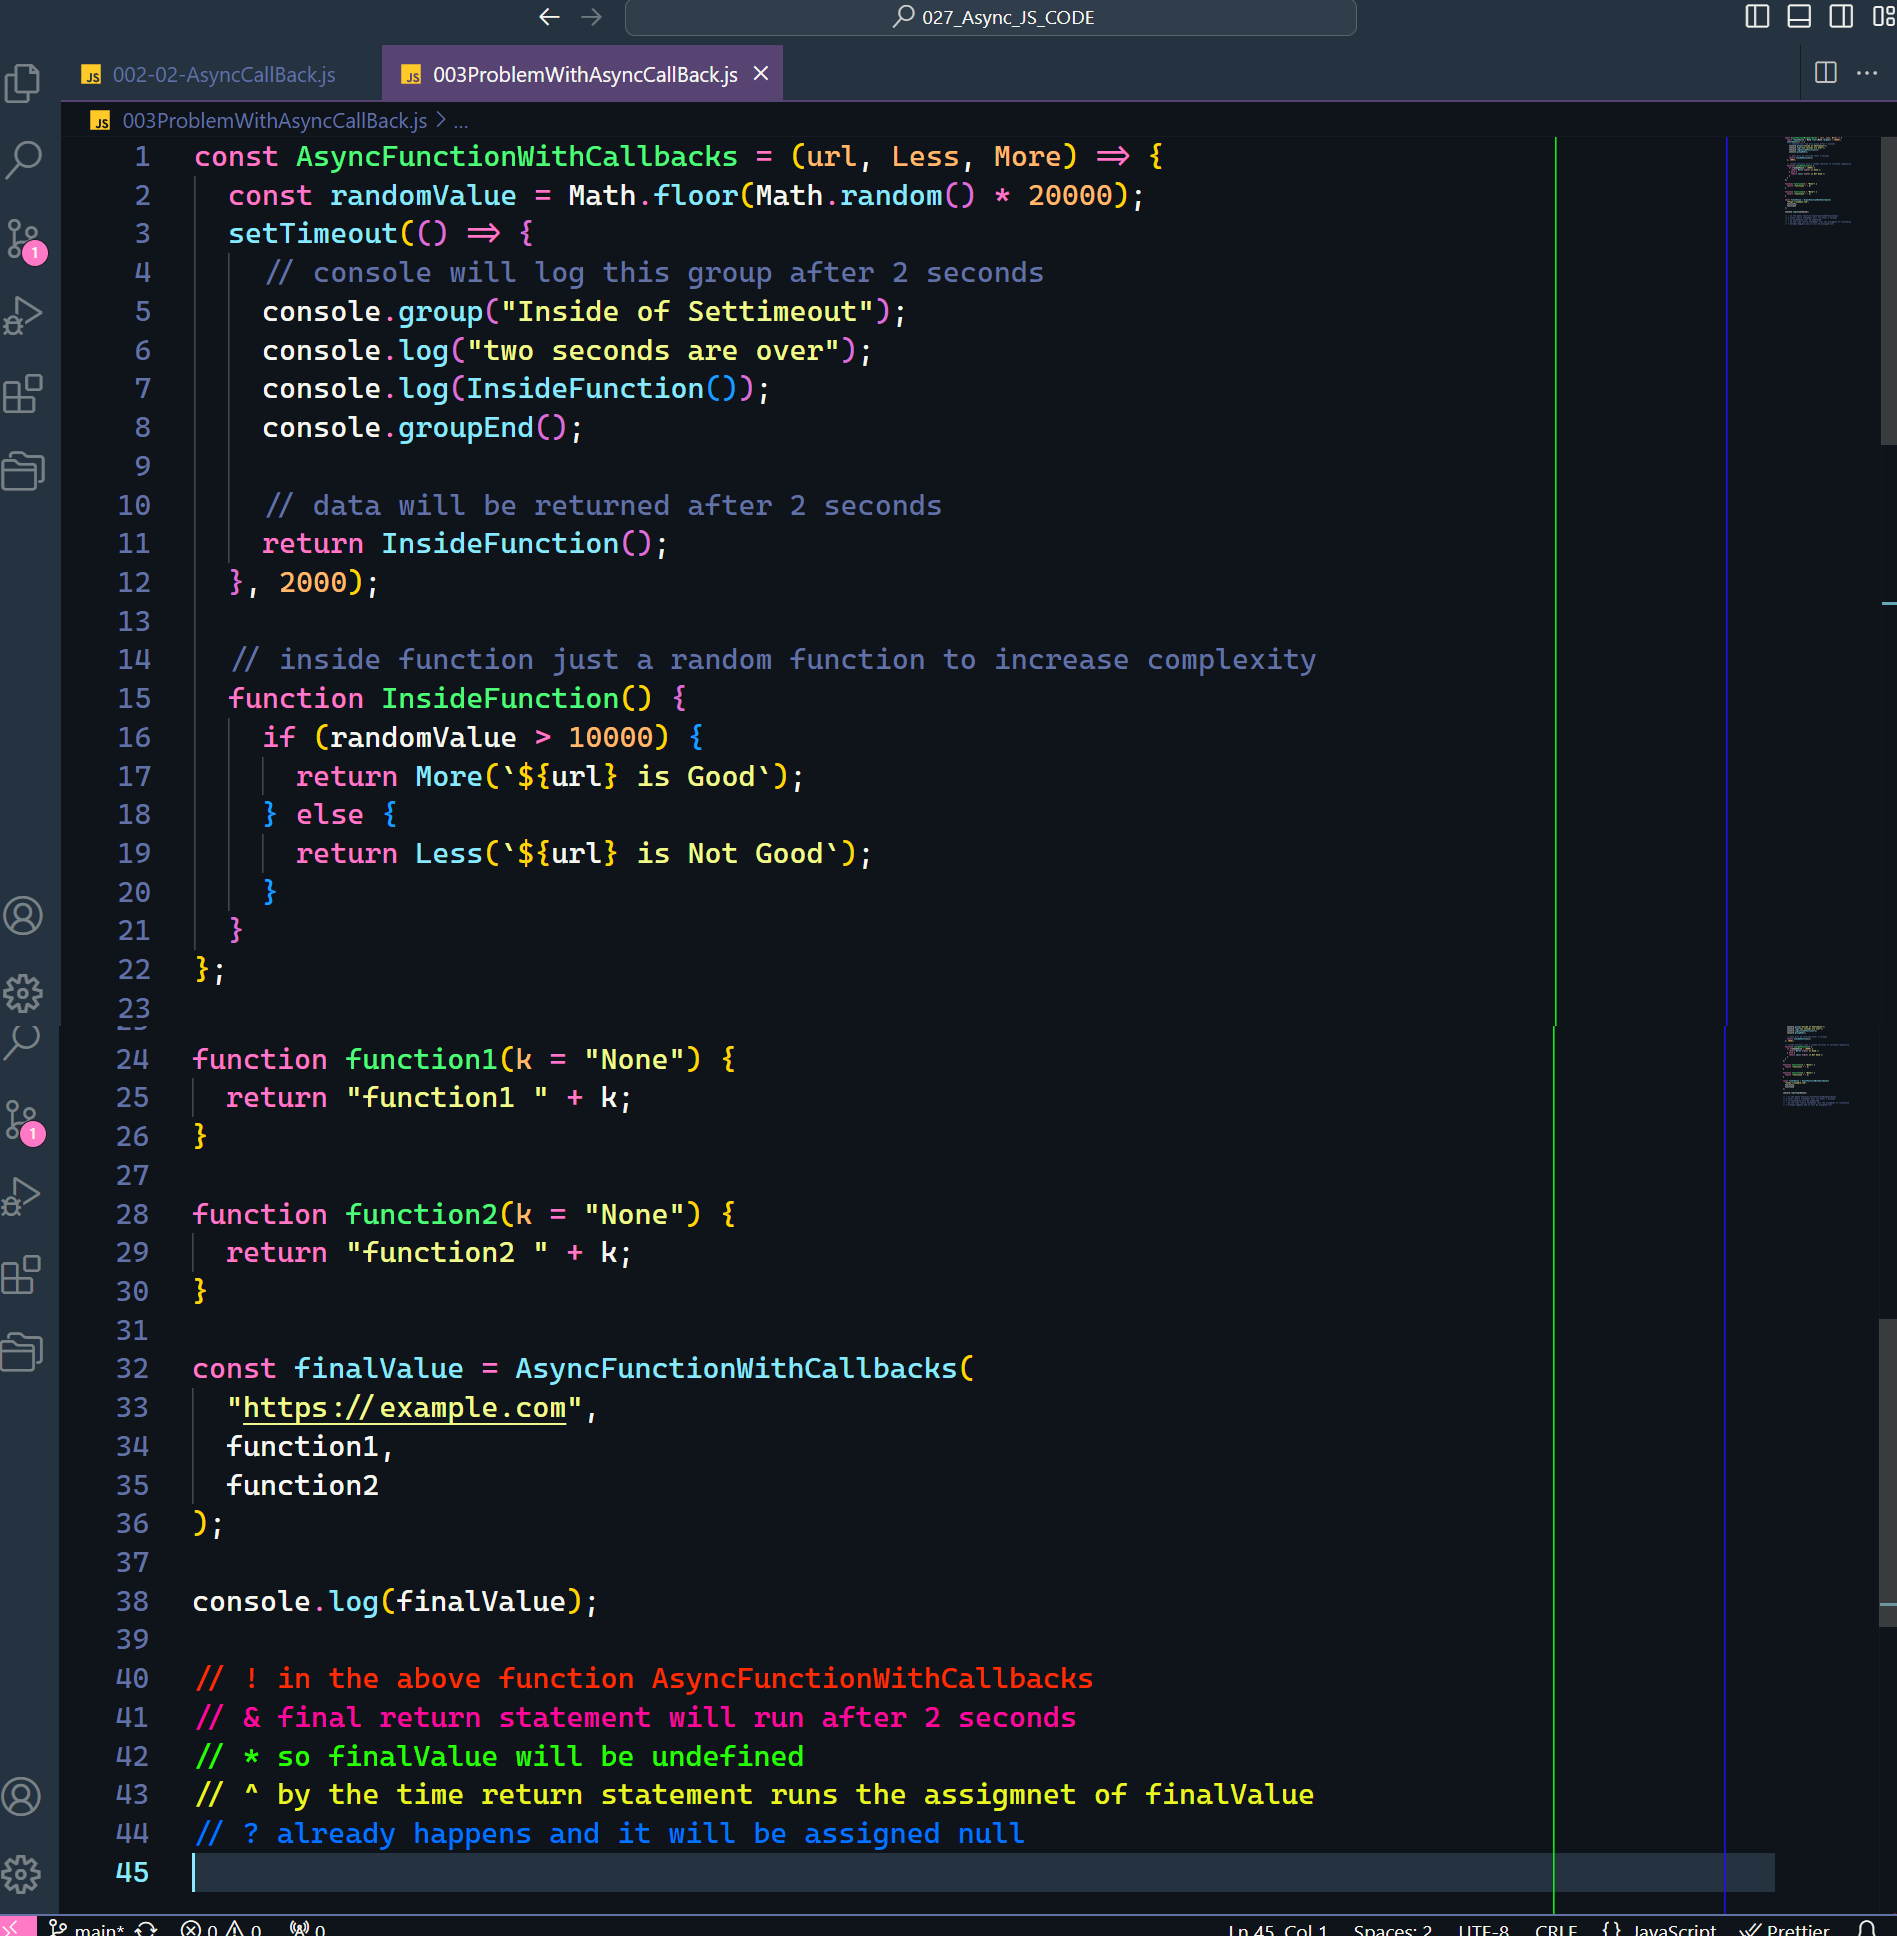 027_Async_JS_CODE
JS 002-02-AsyncCallBack.js
JS 003ProblemWithAsyncCallBack.js
JS 003ProblemWithAsyncCallBack.js > ...
1 const AsyncFunctionWithCallbacks = (url, Less, More) => {
2 const randomValue = Math.floor(Math.random() * 20000);
3 setTimeout(() => {
4 // console will log this group after 2 seconds
5 console.group("Inside of Settimeout");
6 console.log("two seconds are over");
7 console.log(InsideFunction());
8 console.groupEnd();
9
10 // data will be returned after 2 seconds
11 return InsideFunction();
12 }, 2000);
13
14 // inside function just a random function to increase complexity
15 function InsideFunction() {
16 if (randomValue > 10000) {
17 return More(`${url} is Good`);
18 } else {
19 return Less(`${url} is Not Good`);
20 }
21 }
22 };
23
24 function function1(k = "None") {
25 return "function1 " + k;
26 }
27
28 function function2(k = "None") {
29 return "function2 " + k;
30 }
31
32 const finalValue = AsyncFunctionWithCallbacks(
33 "https://example.com",
34 function1,
35 function2
36 );
37
38 console.log(finalValue);
39
40 // ! in the above function AsyncFunctionWithCallbacks
41 // & final return statement will run after 2 seconds
42 // * so finalValue will be undefined
43 // ^ by the time return statement runs the assigmnet of finalValue
44 // ? already happens and it will be assigned null
45
1
1
main* 0 0 0 Ln 45, Col 1 Spaces: 2 UTF-8 CRLF {} JavaScript Prettier